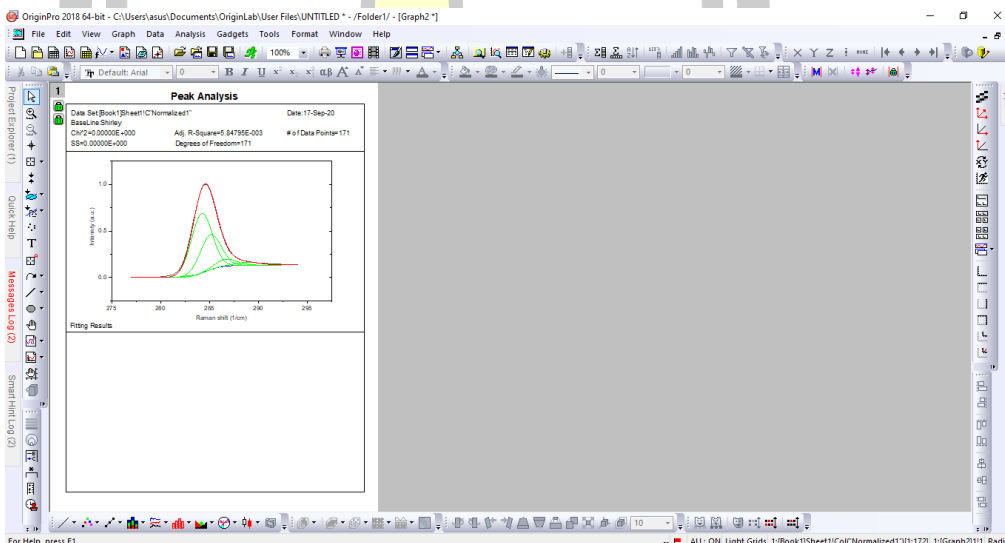 OriginPro 2018 64-bit - C:\Users\asus\Documents\OriginLab\User Files\UNTITLED * - /Folder1/ - [Graph2 *]
File Edit View Graph Data Analysis Gadgets Tools Format Window Help
100%
X Y Z
Default: Arial 0 B I U αβ A A 0 0
Project Explorer (1)
Quick Help
Messages Log (2)
Smart Hint Log (2)
1
Peak Analysis
Data Set:[Book1]Sheet1!C"Normalized1" Date:17-Sep-20
BaseLine:Shirley
Chi^2=0.00000E+000 Adj. R-Square=5.84795E-003 # of Data Points=171
SS=0.00000E+000 Degrees of Freedom=171
1.0
0.5
0.0
Intensity (a.u.)
275 280 285 290 295
Raman shift (1/cm)
Fitting Results
10
For Help, press F1
AU : ON Light Grids 1:[Book1]Sheet1!Col("Normalized1")[1:172] 1:[Graph2]1!1 Radi